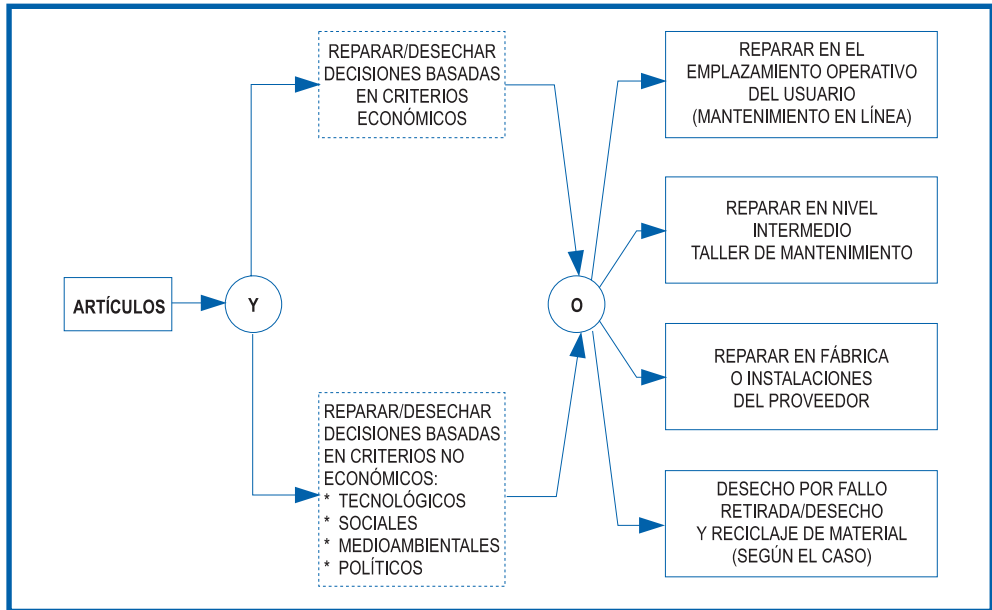 ARTÍCULOS
Y
REPARAR/DESECHAR
DECISIONES BASADAS
EN CRITERIOS
ECONÓMICOS
REPARAR/DESECHAR
DECISIONES BASADAS
EN CRITERIOS NO
ECONÓMICOS:
* TECNOLÓGICOS
* SOCIALES
* MEDIOAMBIENTALES
* POLÍTICOS
O
REPARAR EN EL
EMPLAZAMIENTO OPERATIVO
DEL USUARIO
(MANTENIMIENTO EN LÍNEA)
REPARAR EN NIVEL
INTERMEDIO
TALLER DE MANTENIMIENTO
REPARAR EN FÁBRICA
O INSTALACIONES
DEL PROVEEDOR
DESECHO POR FALLO
RETIRADA/DESECHO
Y RECICLAJE DE MATERIAL
(SEGÚN EL CASO)